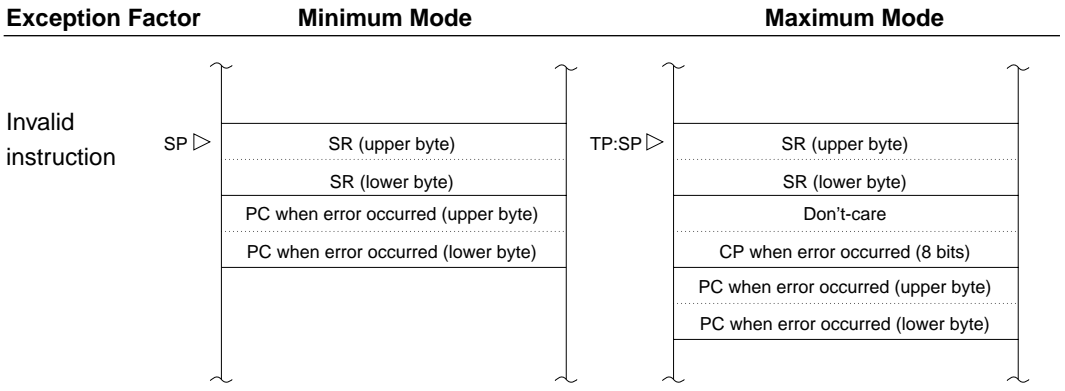 Exception Factor Minimum Mode Maximum Mode
Invalid
instruction
SP
SR (upper byte)
SR (lower byte)
PC when error occurred (upper byte)
PC when error occurred (lower byte)
TP:SP
SR (upper byte)
SR (lower byte)
Don't-care
CP when error occurred (8 bits)
PC when error occurred (upper byte)
PC when error occurred (lower byte)